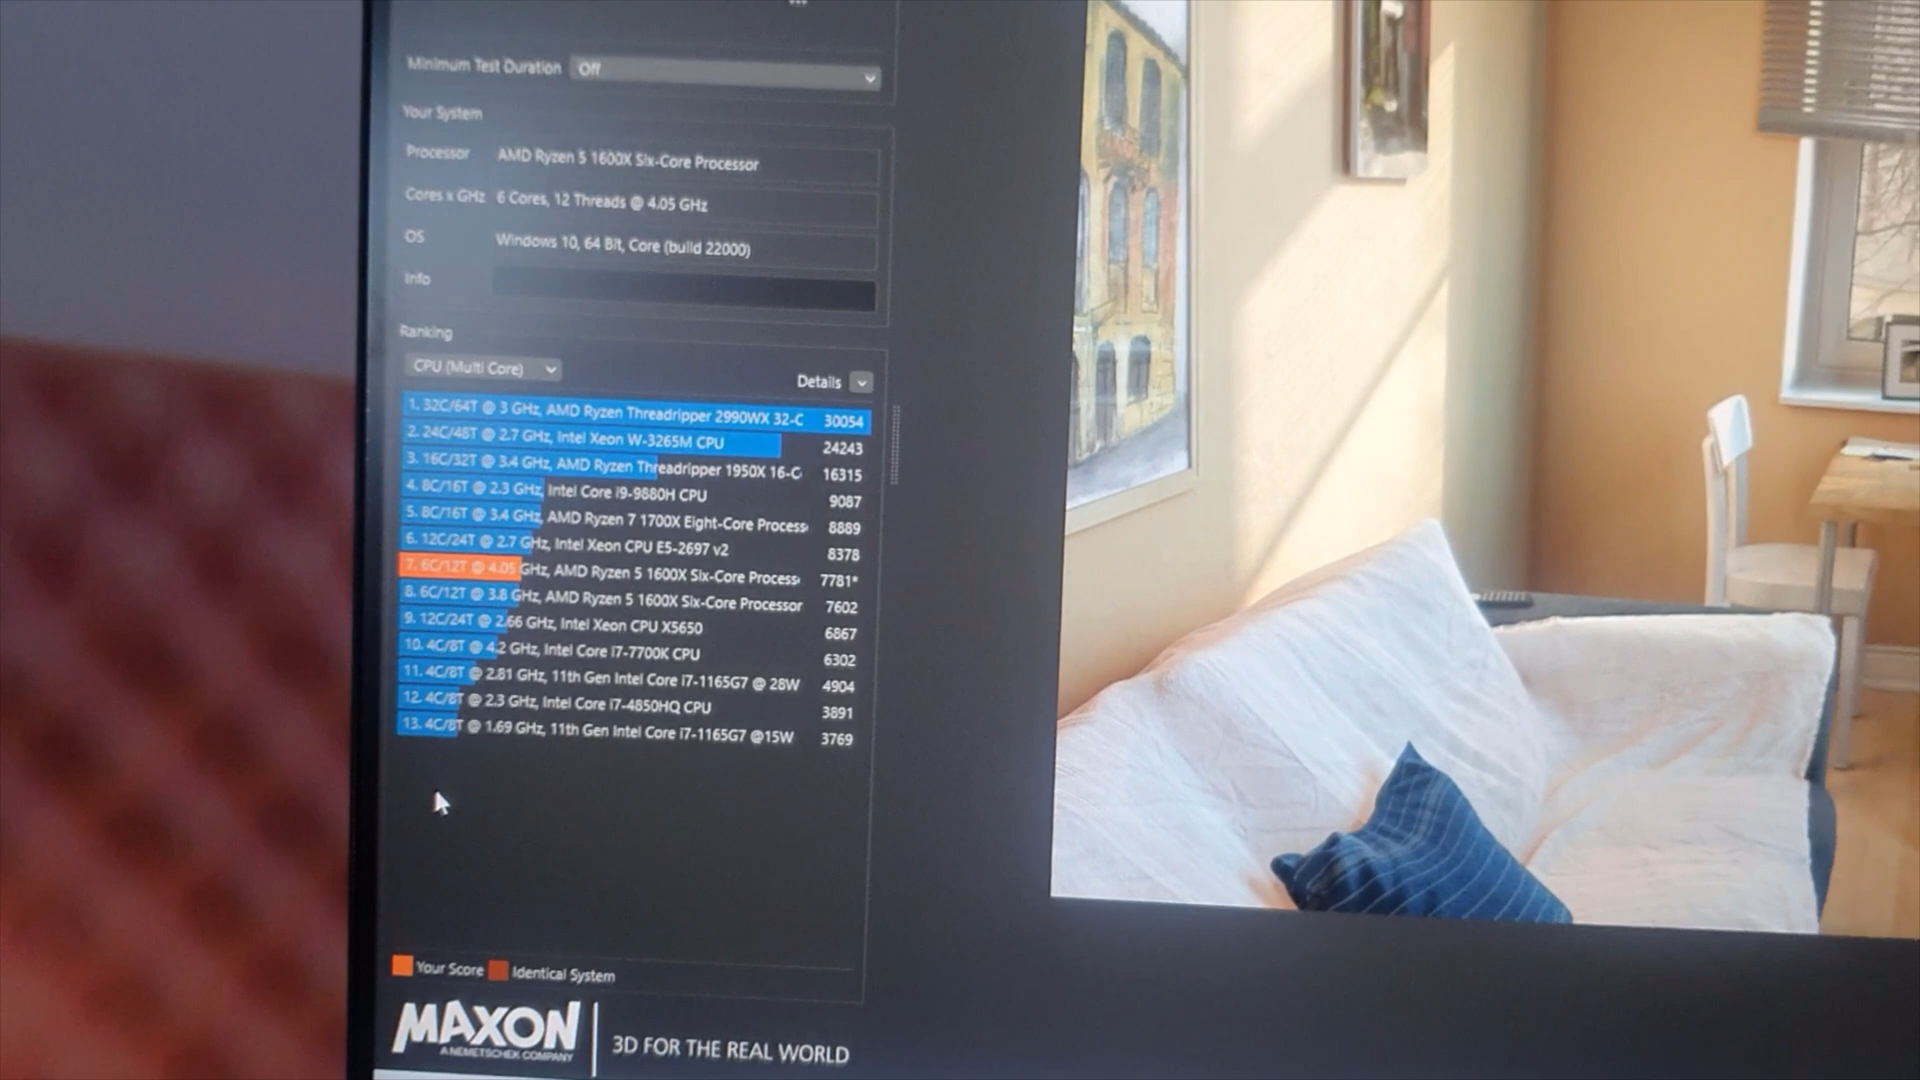 Minimum Test Duration Off
Your System
Processor AMD Ryzen 5 1600X Six-Core Processor
Cores x GHz 6 Cores, 12 Threads @ 4.05 GHz
OS Windows 10, 64 Bit, Core (build 22000)
Info
Ranking
CPU (Multi Core) Details
1. 32C/64T @ 3 GHz, AMD Ryzen Threadripper 2990WX 32-C 30054
2. 24C/48T @ 2.7 GHz, Intel Xeon W-3265M CPU 24243
3. 16C/32T @ 3.4 GHz, AMD Ryzen Threadripper 1950X 16-C 16315
4. 8C/16T @ 2.3 GHz, Intel Core i9-9880H CPU 9087
5. 8C/16T @ 3.4 GHz, AMD Ryzen 7 1700X Eight-Core Process 8889
6. 12C/24T @ 2.7 GHz, Intel Xeon CPU E5-2697 v2 8378
7. 6C/12T @ 4.05 GHz, AMD Ryzen 5 1600X Six-Core Process 7781*
8. 6C/12T @ 3.8 GHz, AMD Ryzen 5 1600X Six-Core Processor 7602
9. 12C/24T @ 2.66 GHz, Intel Xeon CPU X5650 6867
10. 4C/8T @ 4.2 GHz, Intel Core i7-7700K CPU 6302
11. 4C/8T @ 2.81 GHz, 11th Gen Intel Core i7-1165G7 @ 28W 4904
12. 4C/8T @ 2.3 GHz, Intel Core i7-4850HQ CPU 3891
13. 4C/8T @ 1.69 GHz, 11th Gen Intel Core i7-1165G7 @15W 3769
Your Score Identical System
MAXON
A NEMETSCHEK COMPANY
3D FOR THE REAL WORLD